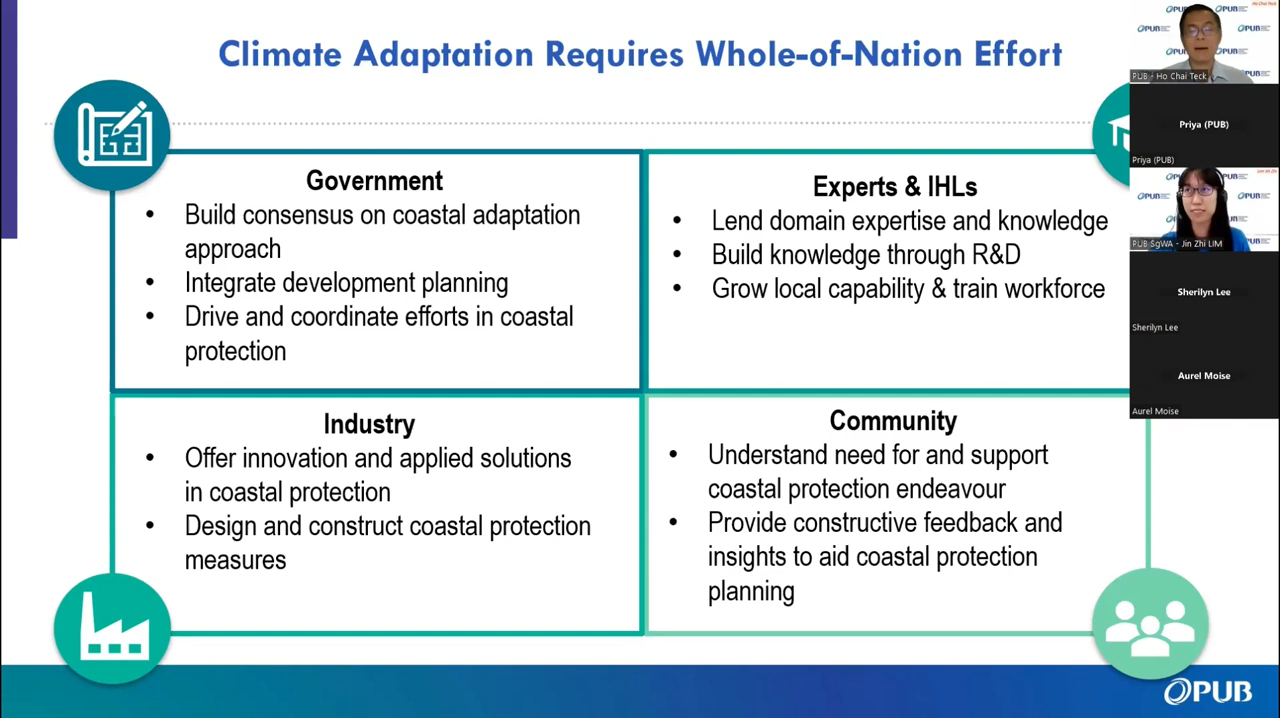 Climate Adaptation Requires Whole-of-Nation Effort
Government
• Build consensus on coastal adaptation
approach
• Integrate development planning
• Drive and coordinate efforts in coastal
protection
Experts & IHLs
• Lend domain expertise and knowledge
• Build knowledge through R&D
• Grow local capability & train workforce
Industry
• Offer innovation and applied solutions
in coastal protection
• Design and construct coastal protection
measures
Community
• Understand need for and support
coastal protection endeavour
• Provide constructive feedback and
insights to aid coastal protection
planning
PUB
Ho Chai Teck
PUB
PUB - Ho Chai Teck
Priya (PUB)
Priya (PUB)
PUB
PUB SgWA - Jin Zhi LIM
Sherilyn Lee
Sherilyn Lee
Aurel Moise
Aurel Moise